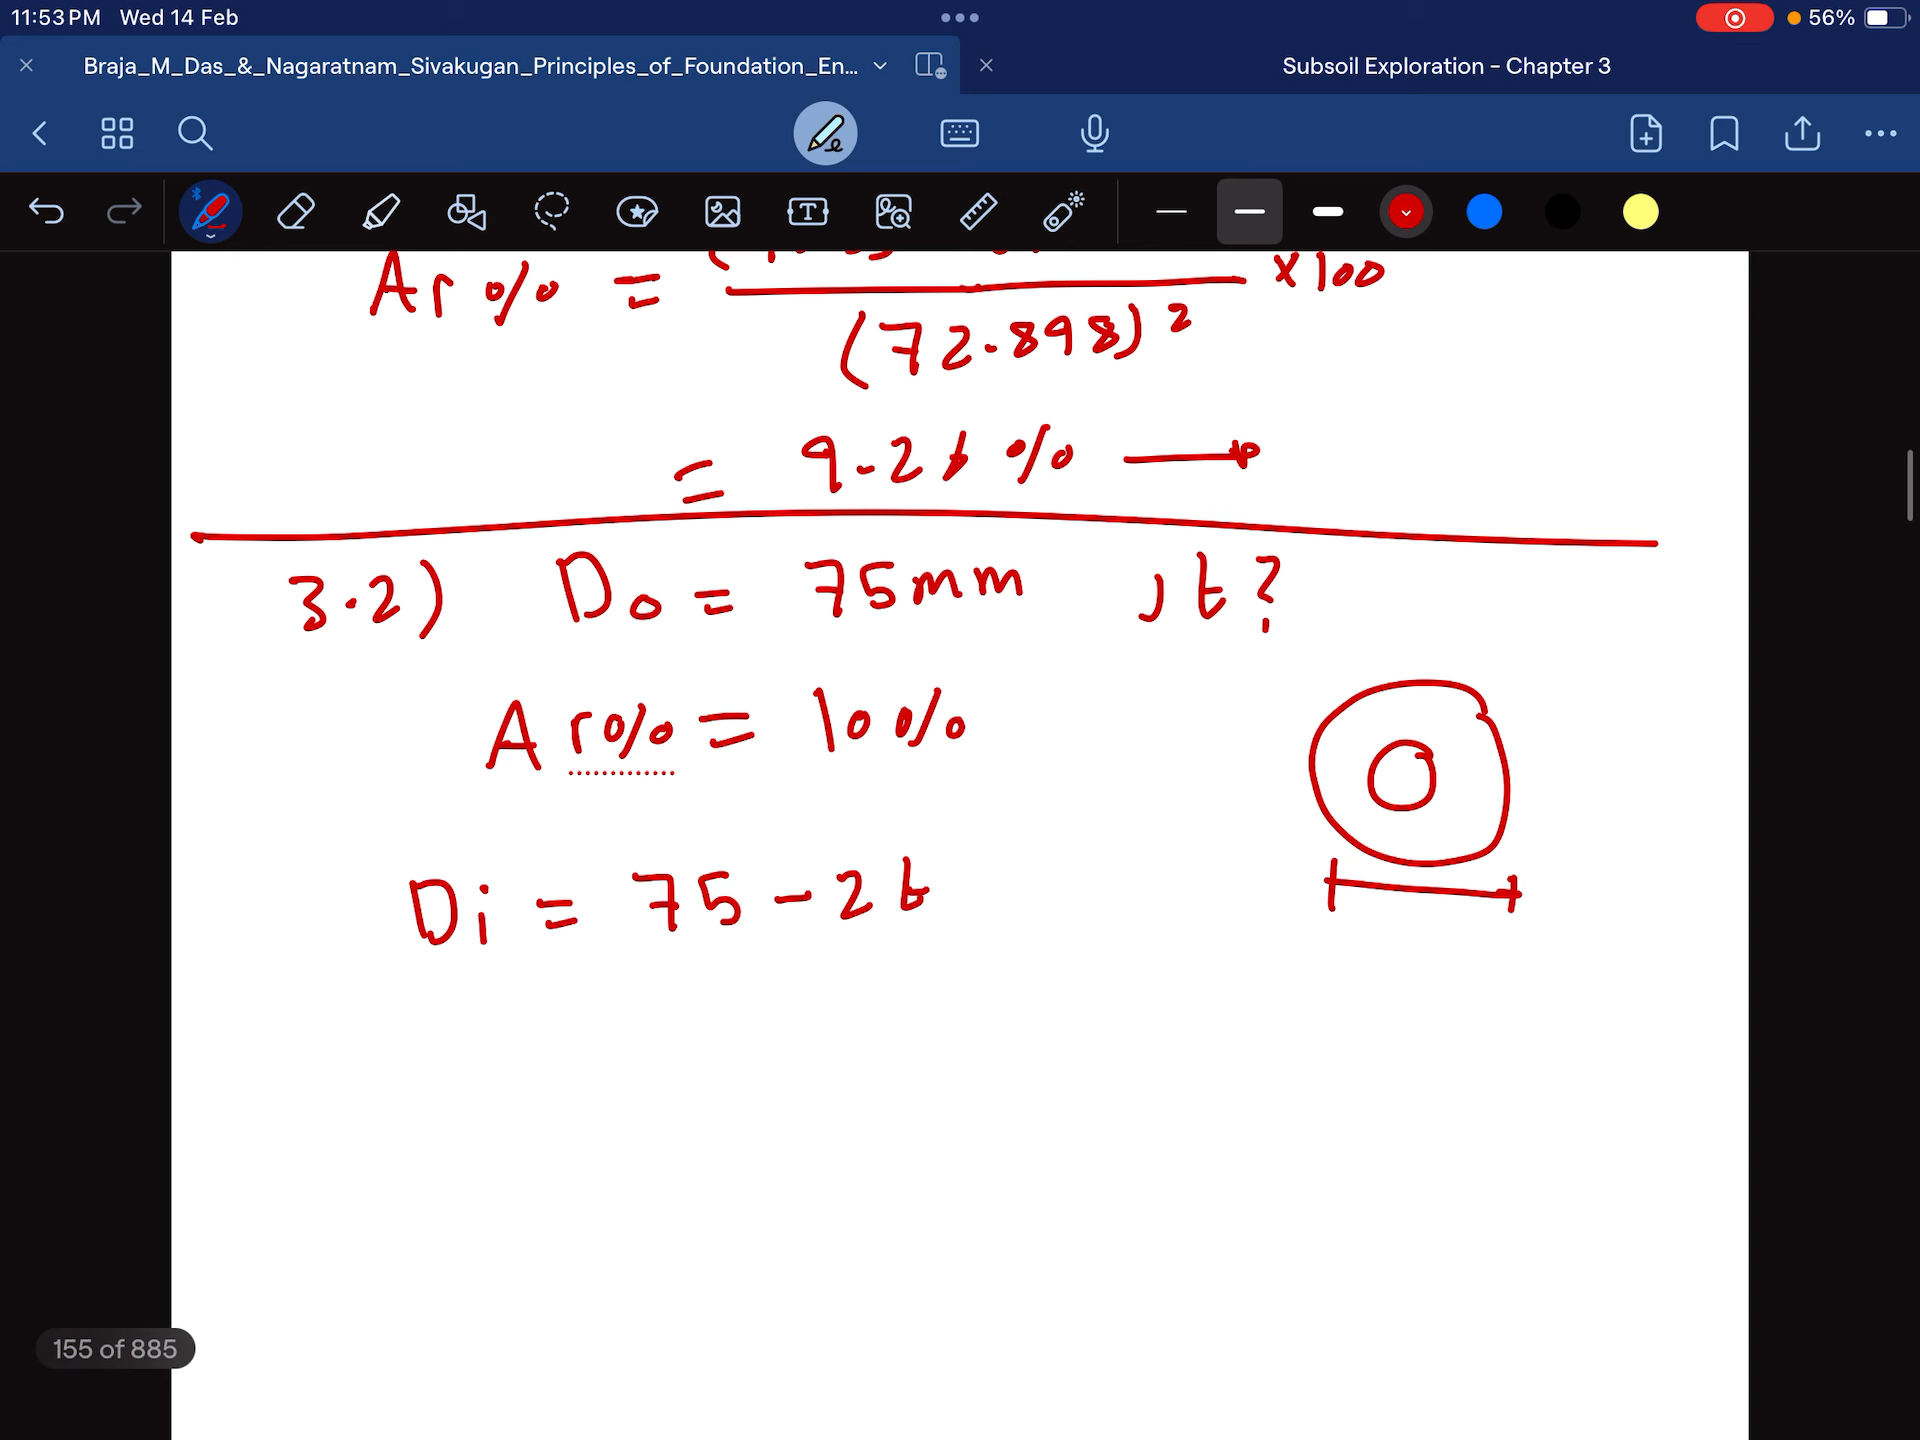 11:53 PM Wed 14 Feb
56%
Braja_M_Das_&_Nagaratnam_Sivakugan_Principles_of_Foundation_En...
Subsoil Exploration – Chapter 3
Ar % = ×100
(72.898)²
= 9.26 %
3.2) Do = 75mm , t?
Ar% = 10%
Di = 75 - 2t
155 of 885